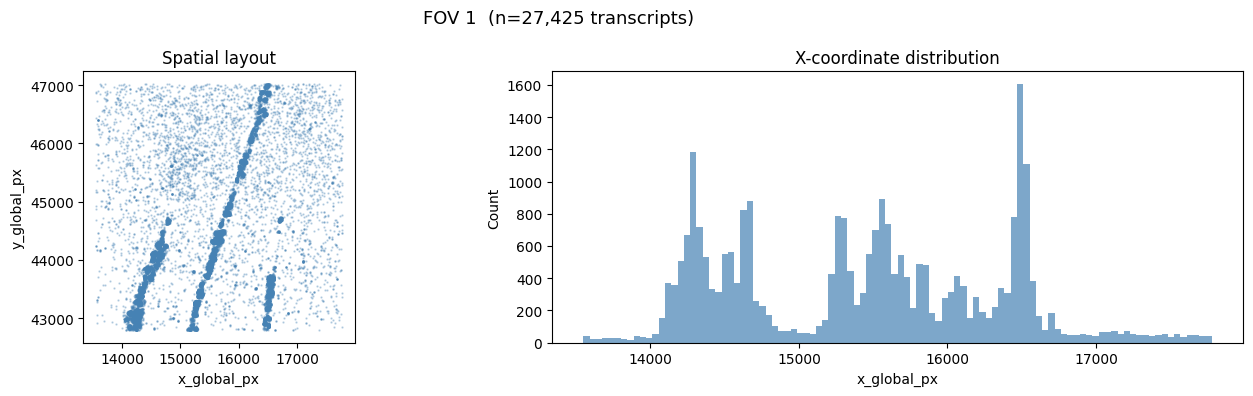 FOV 1  (n=27,425 transcripts)
Spatial layout
47000
46000
45000
44000
43000
y_global_px
14000 15000 16000 17000
x_global_px
X-coordinate distribution
1600
1400
1200
1000
800
600
400
200
0
Count
14000 15000 16000 17000
x_global_px